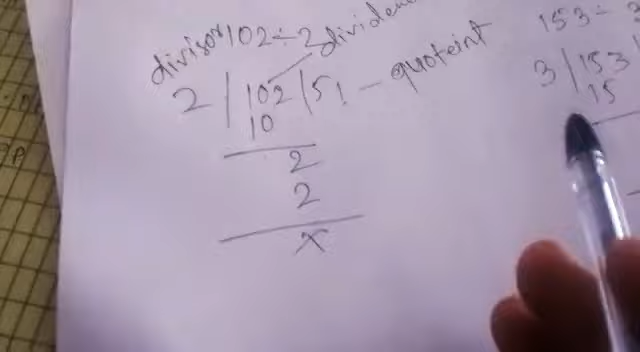 divisor 102÷2 dividend
2 | 102 | 51 - quoteint
10
2
2
x
153÷
3 | 153
15